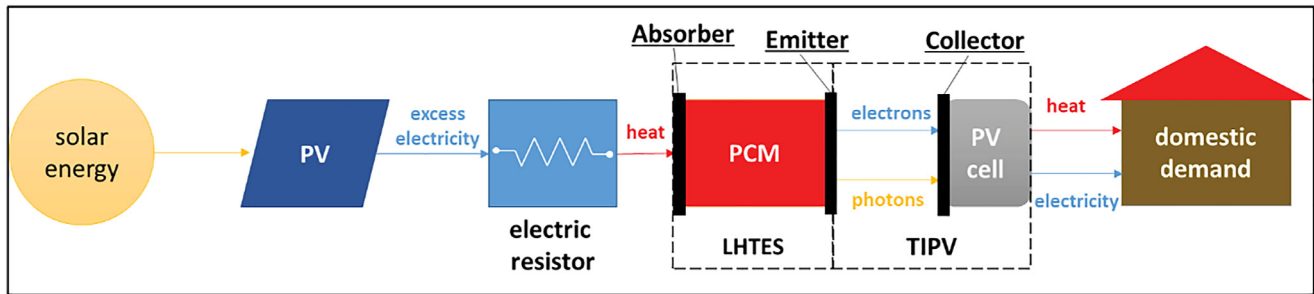 solar
energy
PV
excess
electricity
electric
resistor
heat
Absorber
PCM
LHTES
Emitter
electrons
photons
Collector
PV
cell
TIPV
heat
electricity
domestic
demand